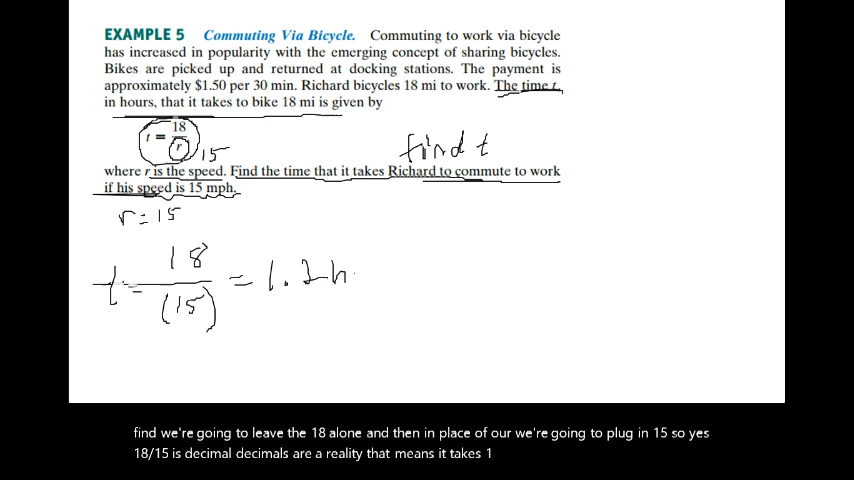 EXAMPLE 5 Commuting Via Bicycle. Commuting to work via bicycle
has increased in popularity with the emerging concept of sharing bicycles.
Bikes are picked up and returned at docking stations. The payment is
approximately $1.50 per 30 min. Richard bicycles 18 mi to work. The time t,
in hours, that it takes to bike 18 mi is given by
t = 18/r
15
find t
where r is the speed. Find the time that it takes Richard to commute to work
if his speed is 15 mph.
r = 15
t = 18/(15) = 1.2 h
find we're going to leave the 18 alone and then in place of our we're going to plug in 15 so yes
18/15 is decimal decimals are a reality that means it takes 1